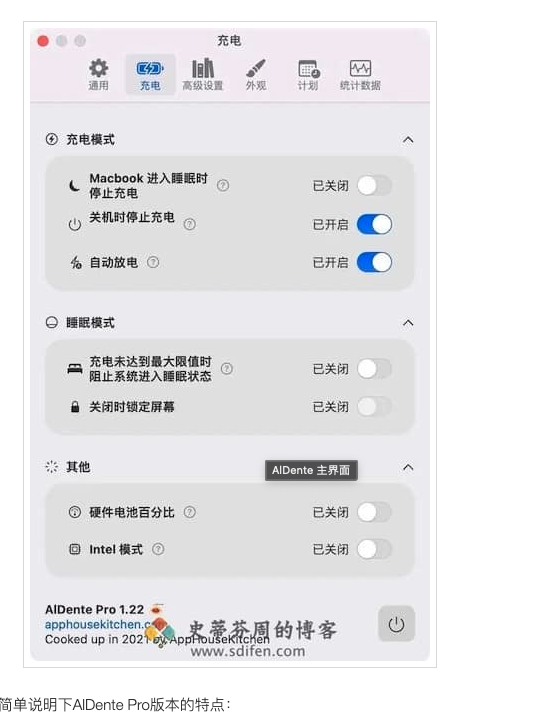 充电
通用
充电
高级设置
外观
计划
统计数据
充电模式
Macbook 进入睡眠时
停止充电
已关闭
关机时停止充电
已开启
自动放电
已开启
睡眠模式
充电未达到最大限值时
阻止系统进入睡眠状态
已关闭
关闭时锁定屏幕
已关闭
其他
AlDente 主界面
硬件电池百分比
已关闭
Intel 模式
已关闭
AlDente Pro 1.22
apphousekitchen.com
Cooked up in 2021 by AppHouseKitchen
史蒂芬周的博客
www.sdifen.com
简单说明下AlDente Pro版本的特点：